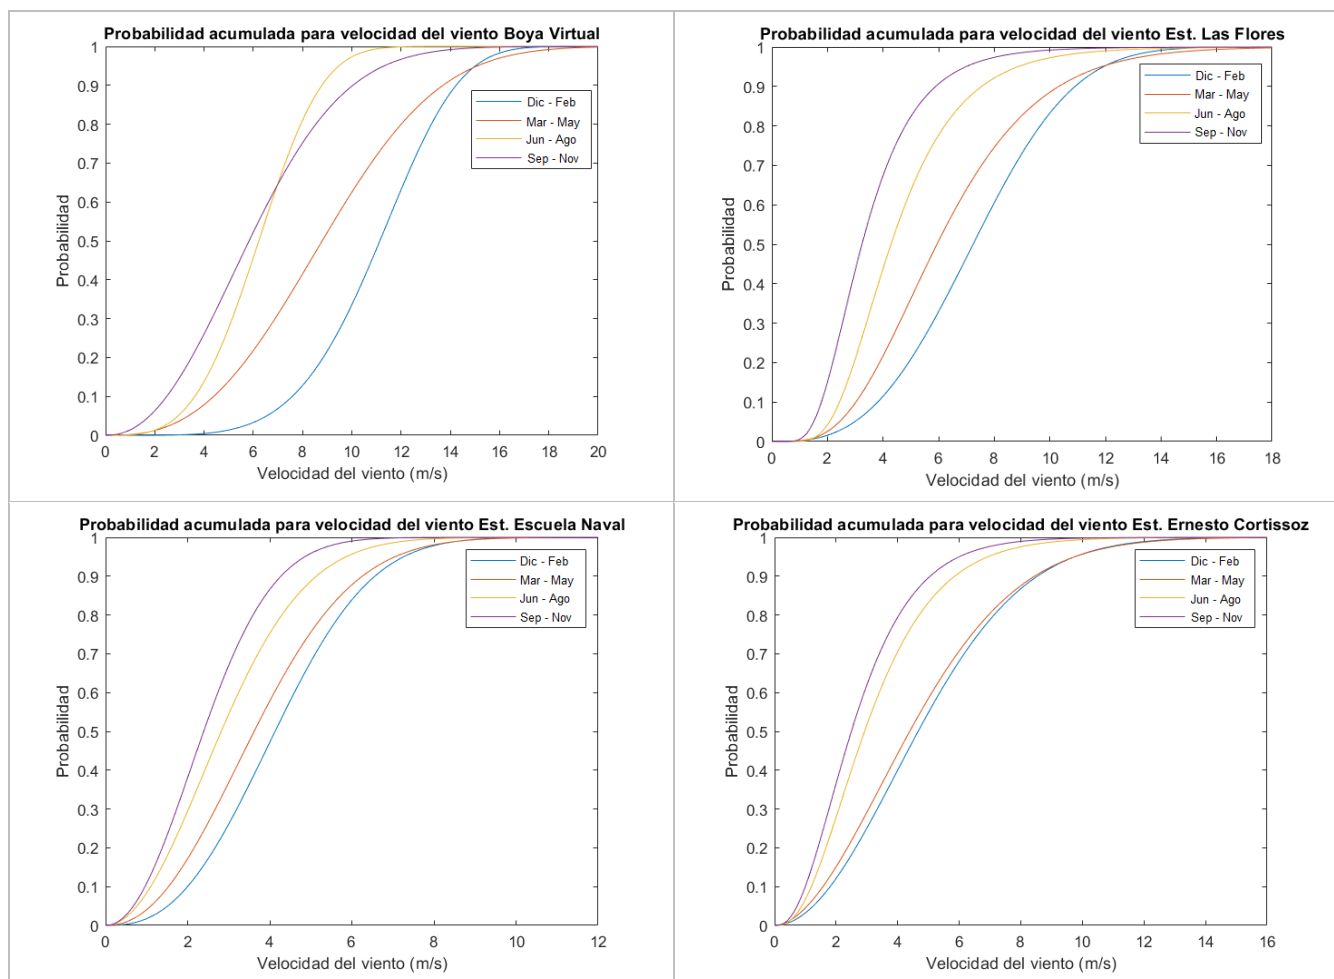 Probabilidad acumulada para velocidad del viento Boya Virtual
1
0.9
0.8
0.7
0.6
0.5
0.4
0.3
0.2
0.1
0
Probabilidad
Dic - Feb
Mar - May
Jun - Ago
Sep - Nov
0 2 4 6 8 10 12 14 16 18 20
Velocidad del viento (m/s)
Probabilidad acumulada para velocidad del viento Est. Las Flores
1
0.9
0.8
0.7
0.6
0.5
0.4
0.3
0.2
0.1
0
Probabilidad
Dic - Feb
Mar - May
Jun - Ago
Sep - Nov
0 2 4 6 8 10 12 14 16 18
Velocidad del viento (m/s)
Probabilidad acumulada para velocidad del viento Est. Escuela Naval
1
0.9
0.8
0.7
0.6
0.5
0.4
0.3
0.2
0.1
0
Probabilidad
Dic - Feb
Mar - May
Jun - Ago
Sep - Nov
0 2 4 6 8 10 12
Velocidad del viento (m/s)
Probabilidad acumulada para velocidad del viento Est. Ernesto Cortissoz
1
0.9
0.8
0.7
0.6
0.5
0.4
0.3
0.2
0.1
0
Probabilidad
Dic - Feb
Mar - May
Jun - Ago
Sep - Nov
0 2 4 6 8 10 12 14 16
Velocidad del viento (m/s)